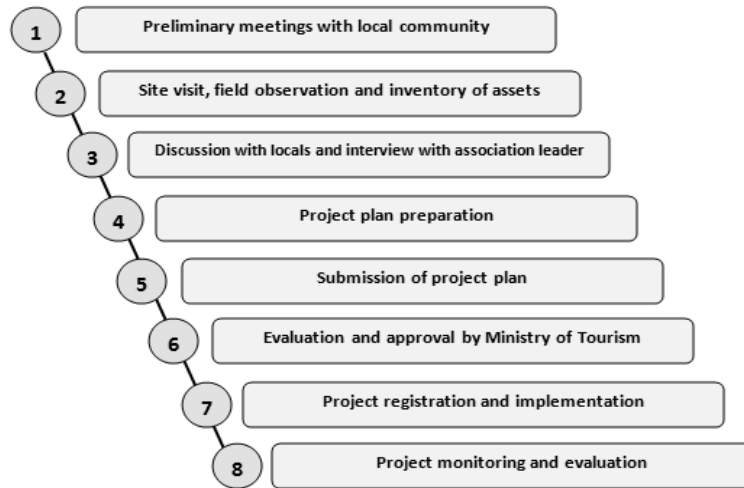 1 Preliminary meetings with local community
2 Site visit, field observation and inventory of assets
3 Discussion with locals and interview with association leader
4 Project plan preparation
5 Submission of project plan
6 Evaluation and approval by Ministry of Tourism
7 Project registration and implementation
8 Project monitoring and evaluation